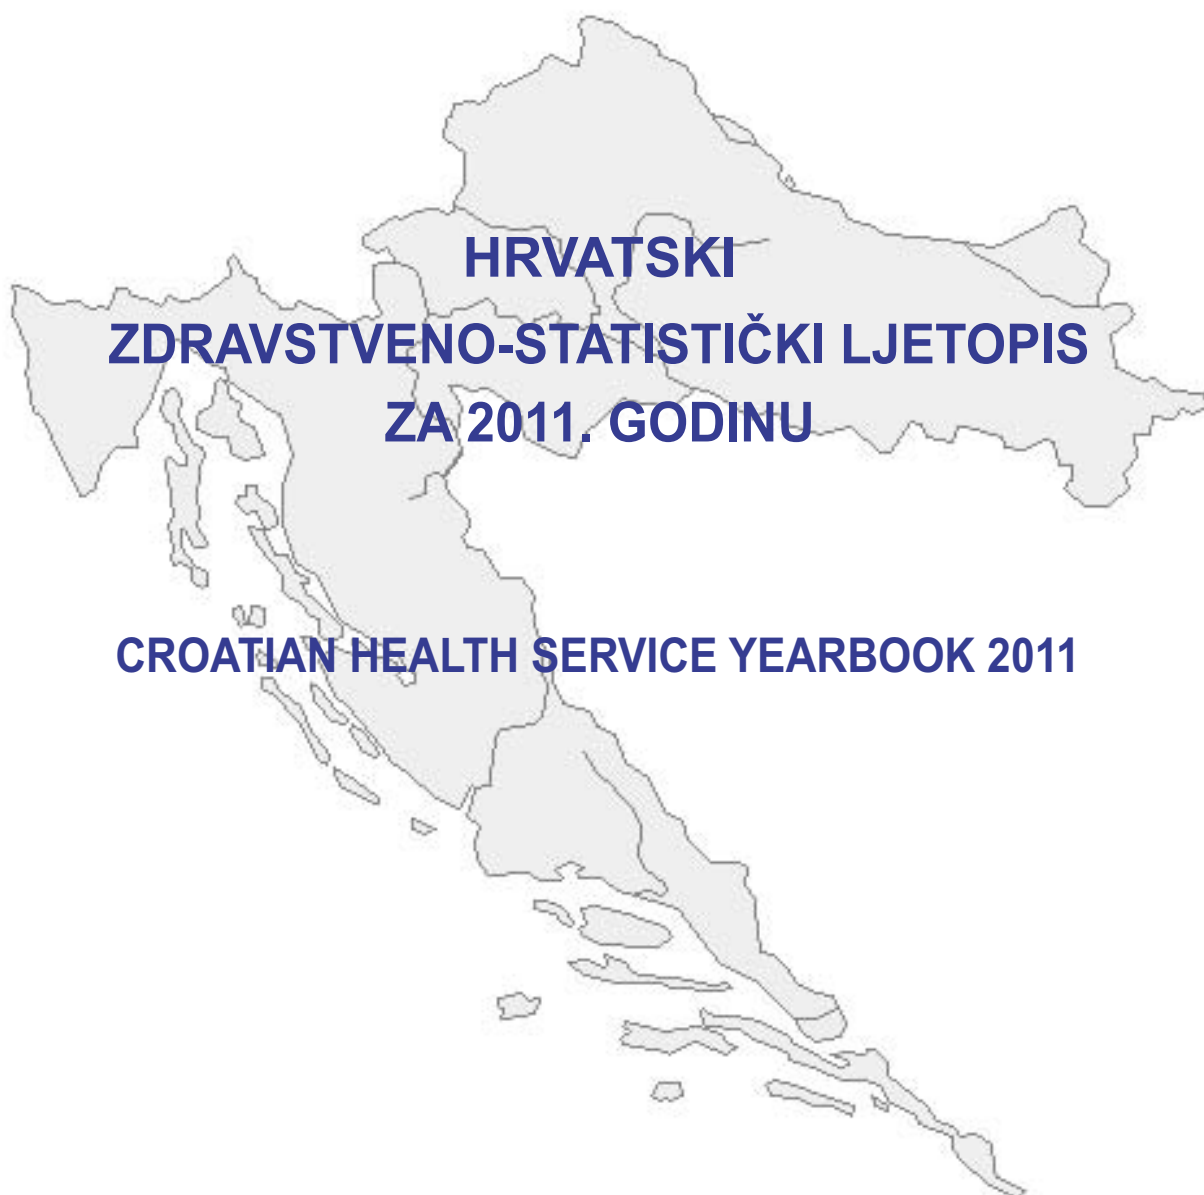 HRVATSKI
ZDRAVSTVENO-STATISTIČKI LJETOPIS
ZA 2011. GODINU
CROATIAN HEALTH SERVICE YEARBOOK 2011